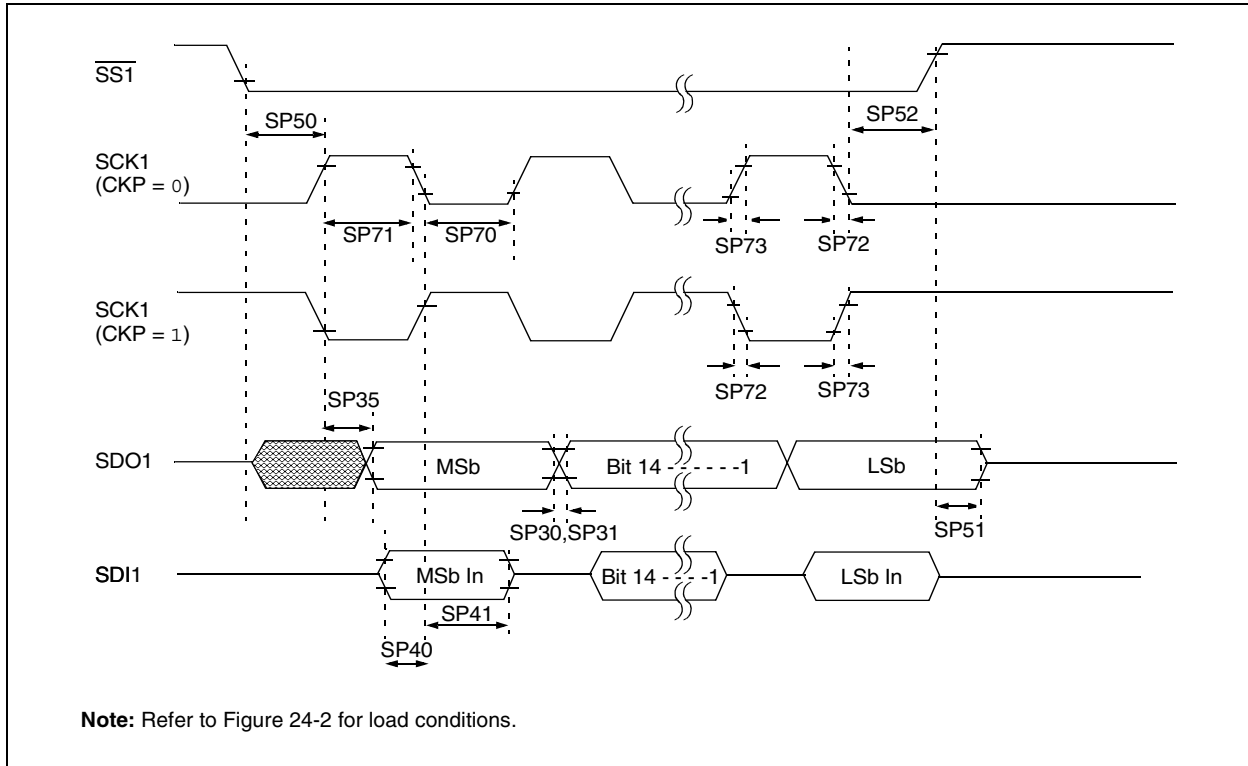 SS1
SP50
SP52
SCK1
(CKP = 0)
SP71
SP70
SP73
SP72
SCK1
(CKP = 1)
SP72
SP73
SP35
SDO1
MSb
Bit 14 - - - - - -1
LSb
SP30,SP31
SP51
SDI1
MSb In
Bit 14 - - - -1
LSb In
SP41
SP40
Note: Refer to Figure 24-2 for load conditions.